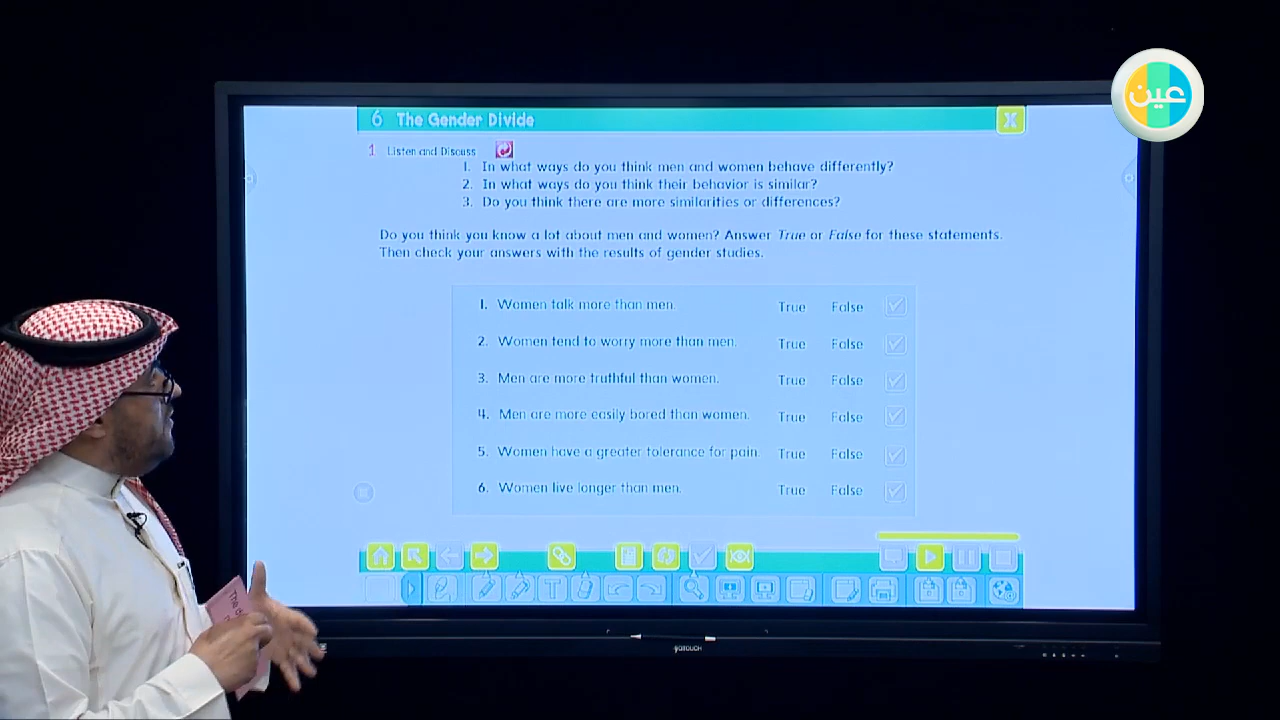 عين
6 The Gender Divide
X
1 Listen and Discuss
1. In what ways do you think men and women behave differently?
2. In what ways do you think their behavior is similar?
3. Do you think there are more similarities or differences?
Do you think you know a lot about men and women? Answer True or False for these statements.
Then check your answers with the results of gender studies.
1. Women talk more than men. True False
2. Women tend to worry more than men. True False
3. Men are more truthful than women. True False
4. Men are more easily bored than women. True False
5. Women have a greater tolerance for pain. True False
6. Women live longer than men. True False
T
The